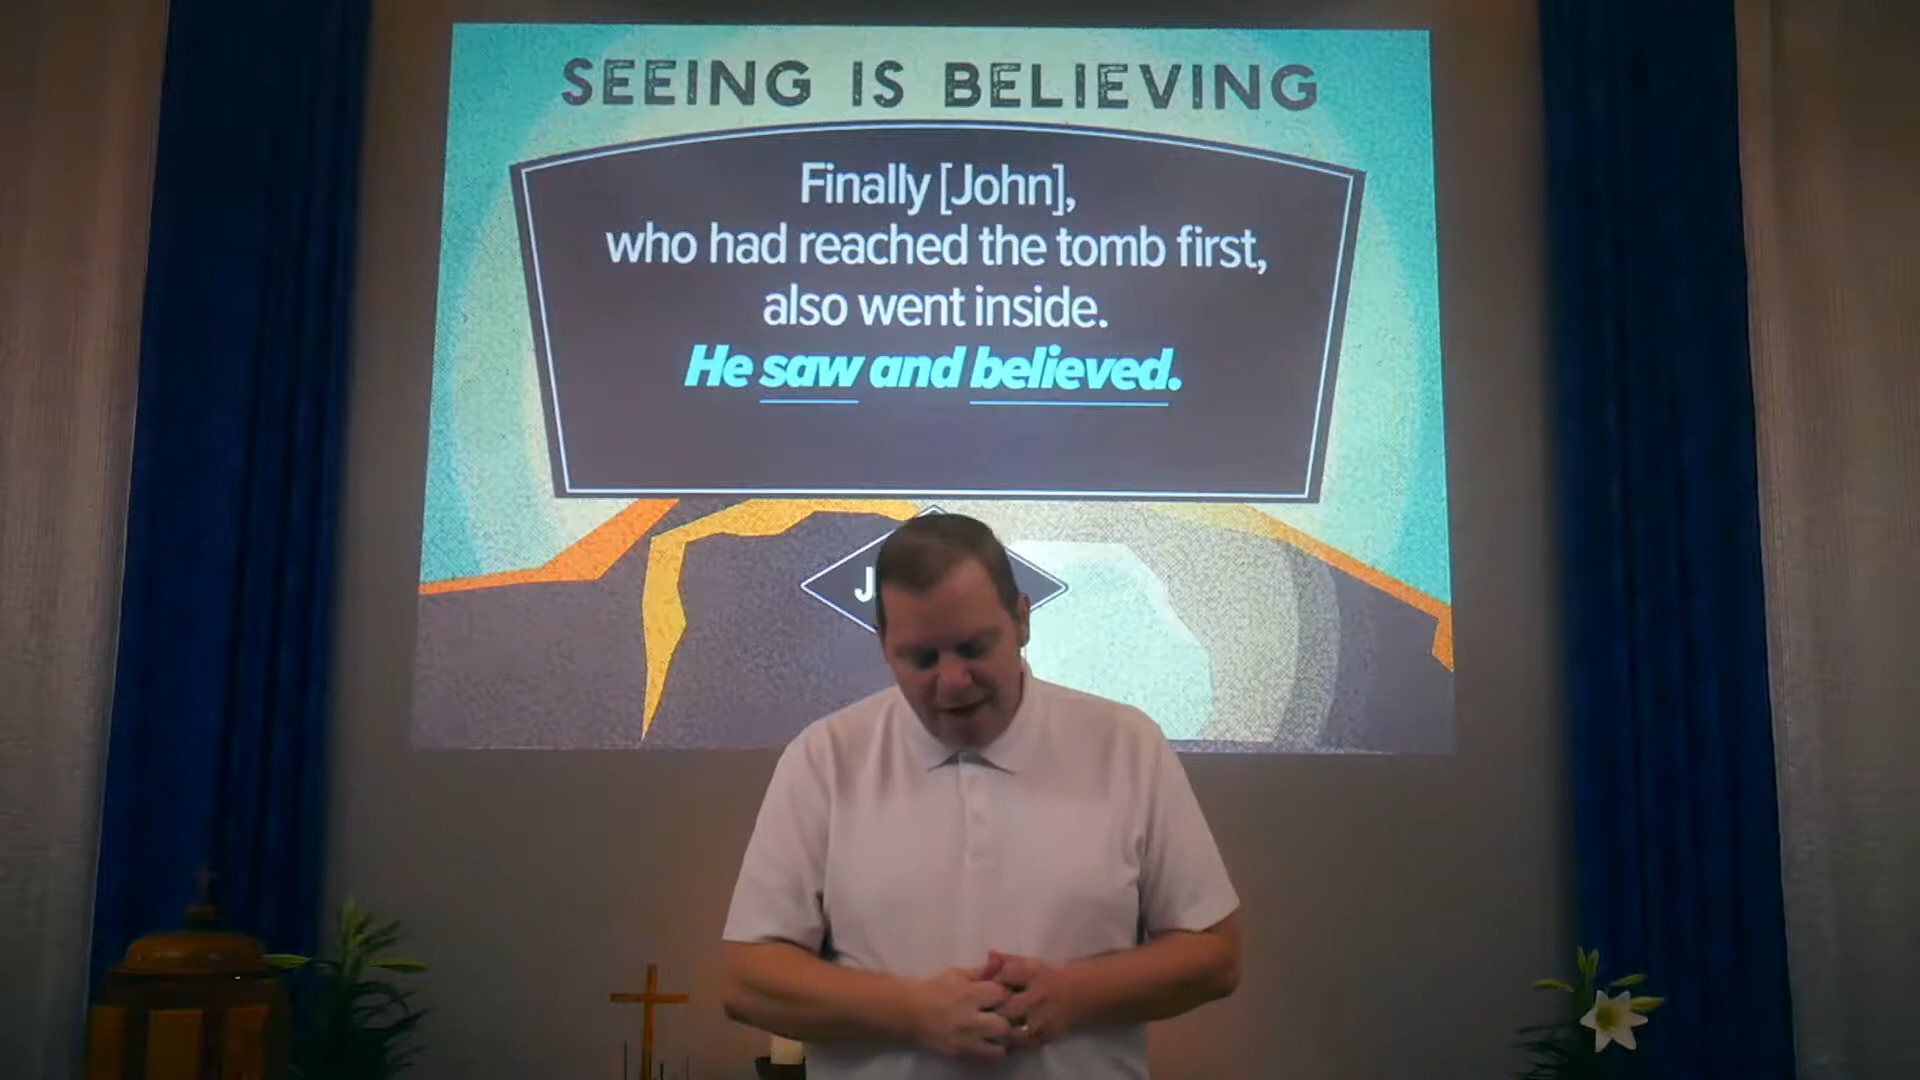 SEEING IS BELIEVING
Finally [John],
who had reached the tomb first,
also went inside.
He saw and believed.